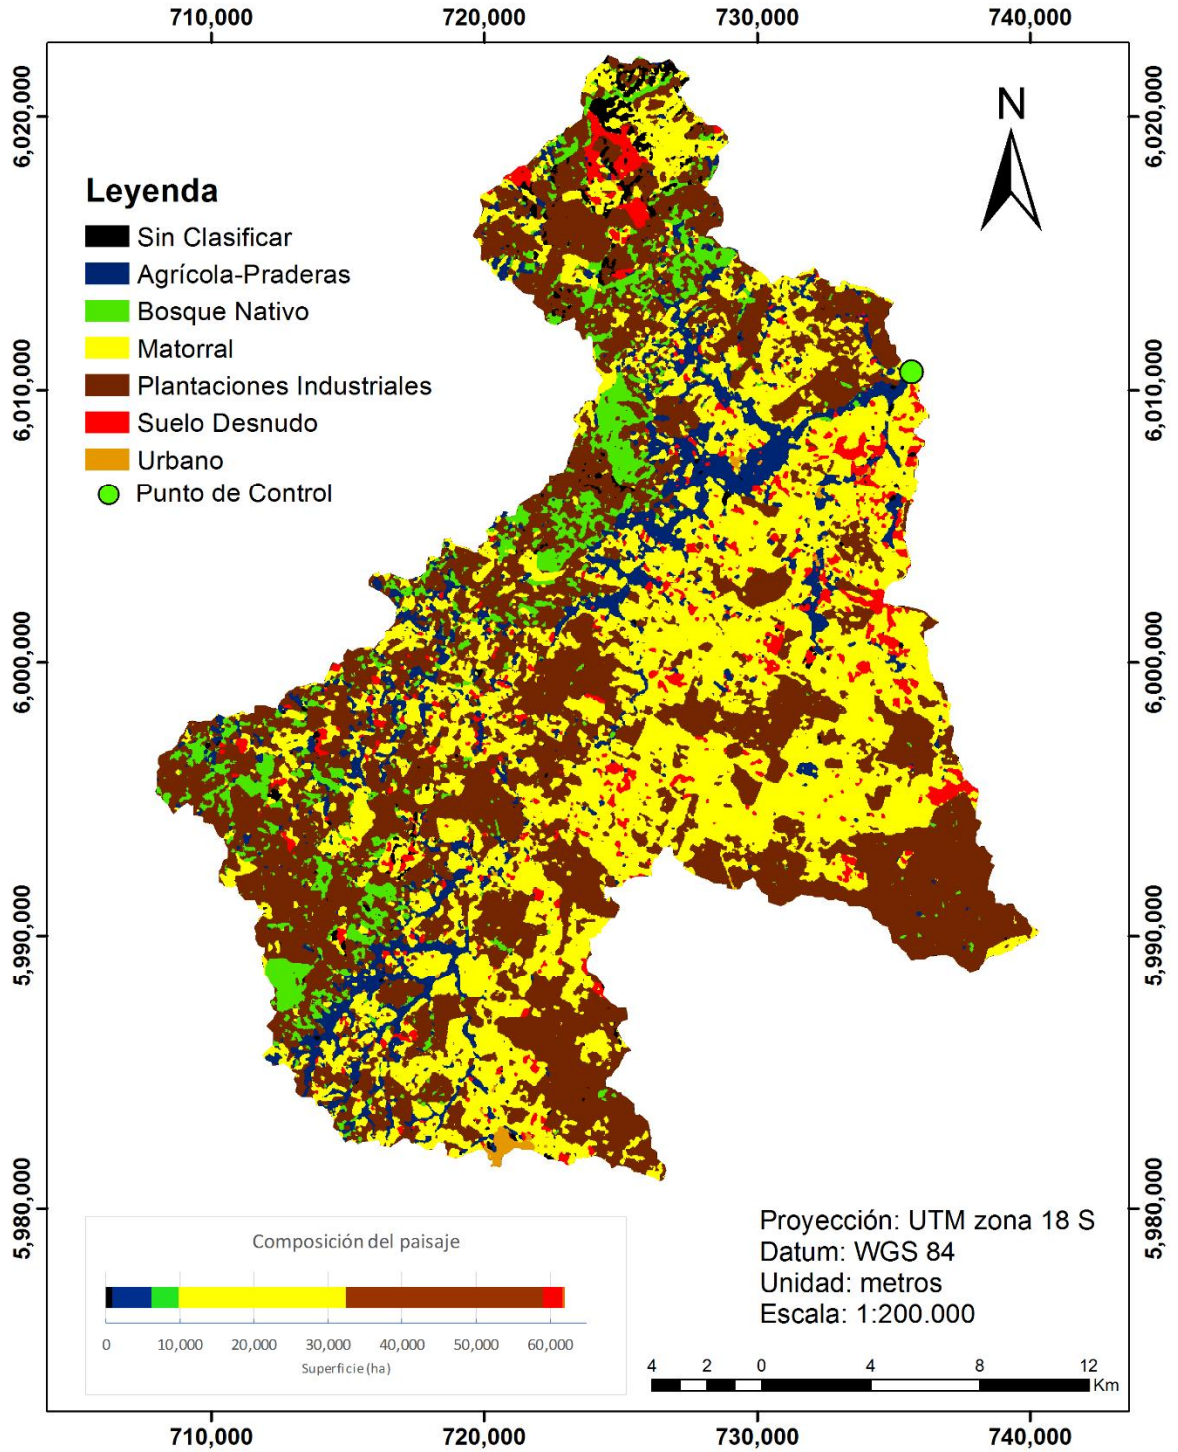 710,000
720,000
730,000
740,000
6,020,000
6,010,000
6,000,000
5,990,000
5,980,000
6,020,000
6,010,000
6,000,000
5,990,000
5,980,000
N
Leyenda
Sin Clasificar
Agrícola-Praderas
Bosque Nativo
Matorral
Plantaciones Industriales
Suelo Desnudo
Urbano
Punto de Control
Composición del paisaje
0 10,000 20,000 30,000 40,000 50,000 60,000
Superficie (ha)
Proyección: UTM zona 18 S
Datum: WGS 84
Unidad: metros
Escala: 1:200.000
4 2 0 4 8 12
Km
710,000
720,000
730,000
740,000